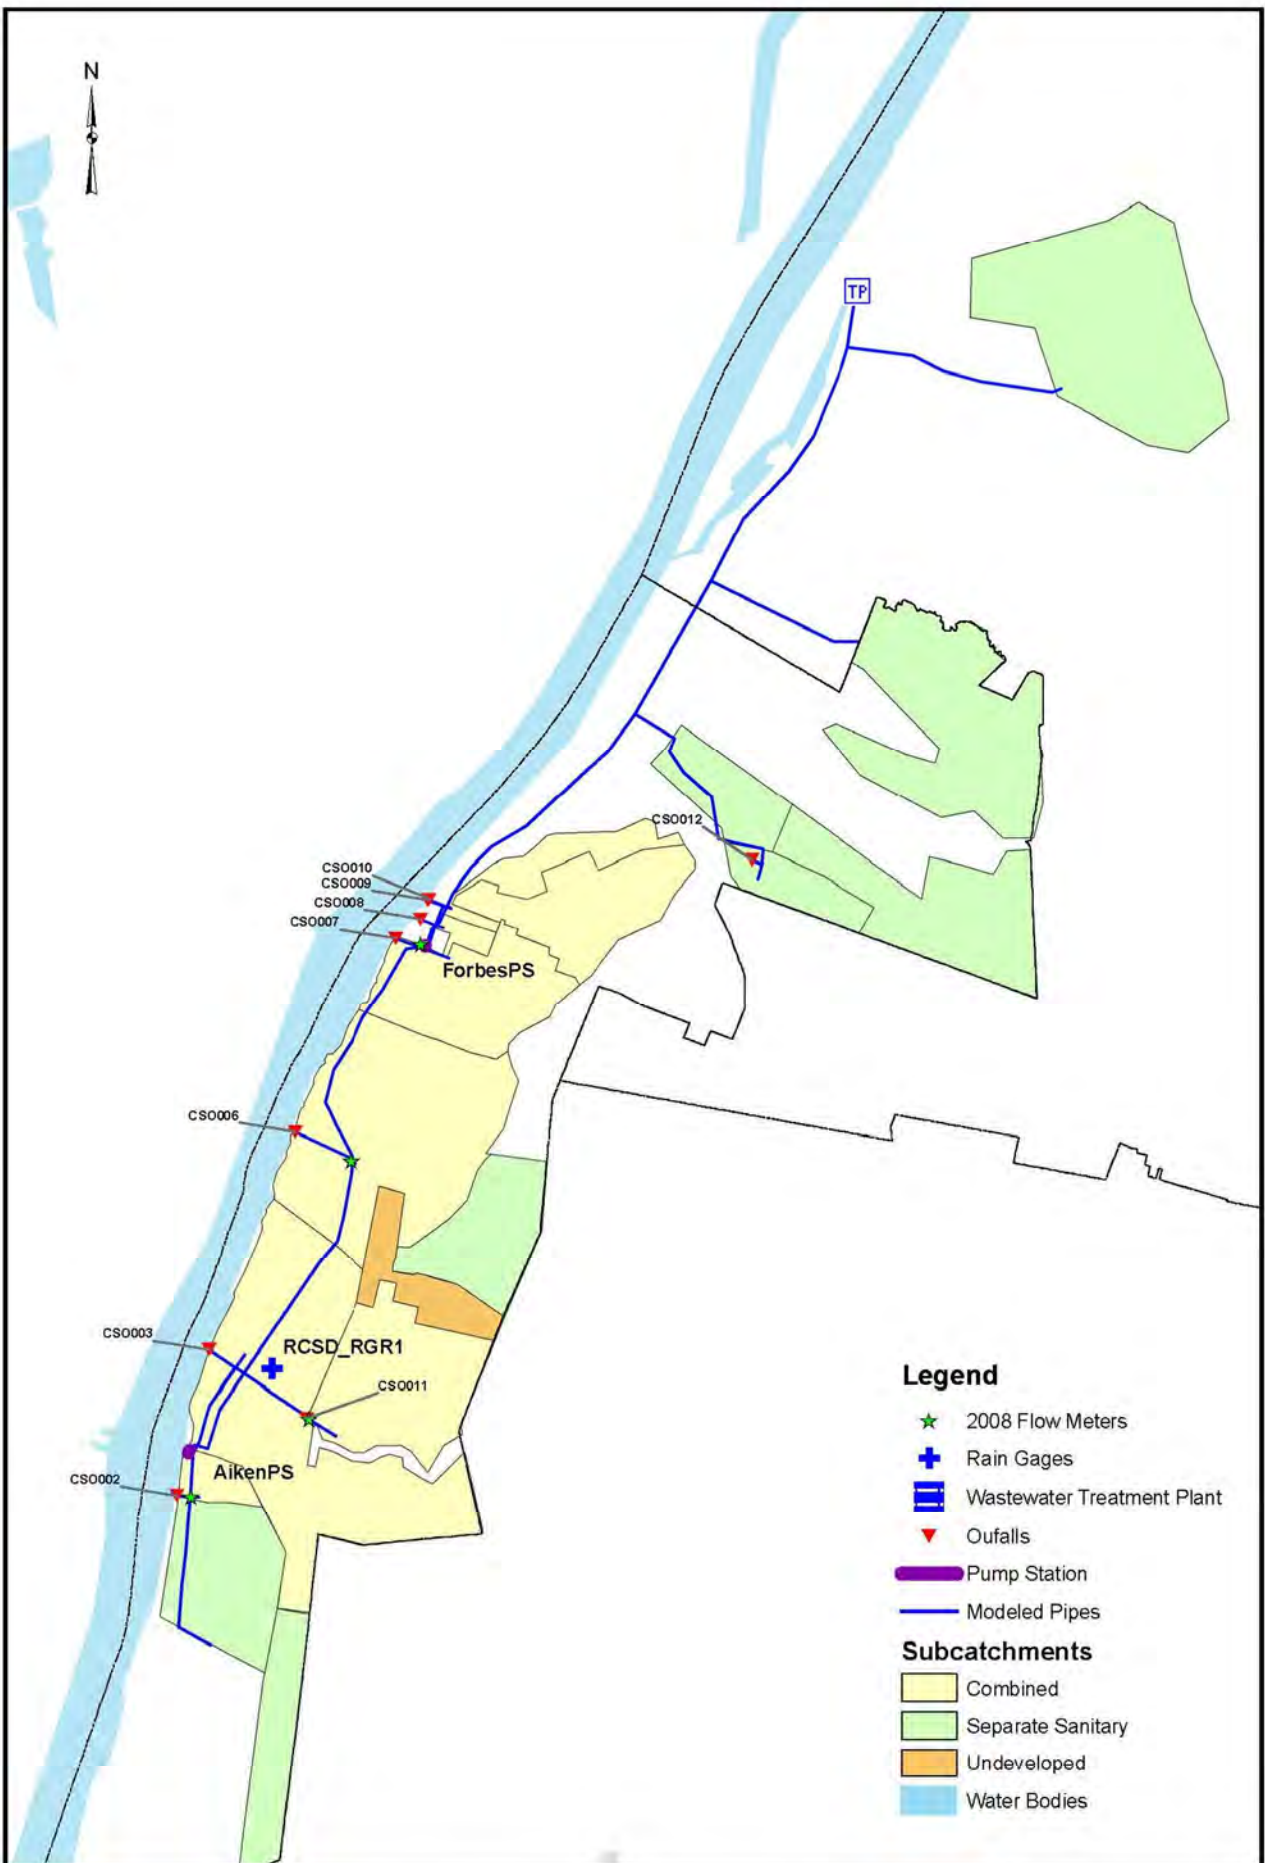 N
TP
CSO012
CSO010
CSO009
CSO008
CSO007
ForbesPS
CSO006
CSO003
RCSD_RGR1
CSO011
AikenPS
CSO002
Legend
2008 Flow Meters
Rain Gages
Wastewater Treatment Plant
Oufalls
Pump Station
Modeled Pipes
Subcatchments
Combined
Separate Sanitary
Undeveloped
Water Bodies